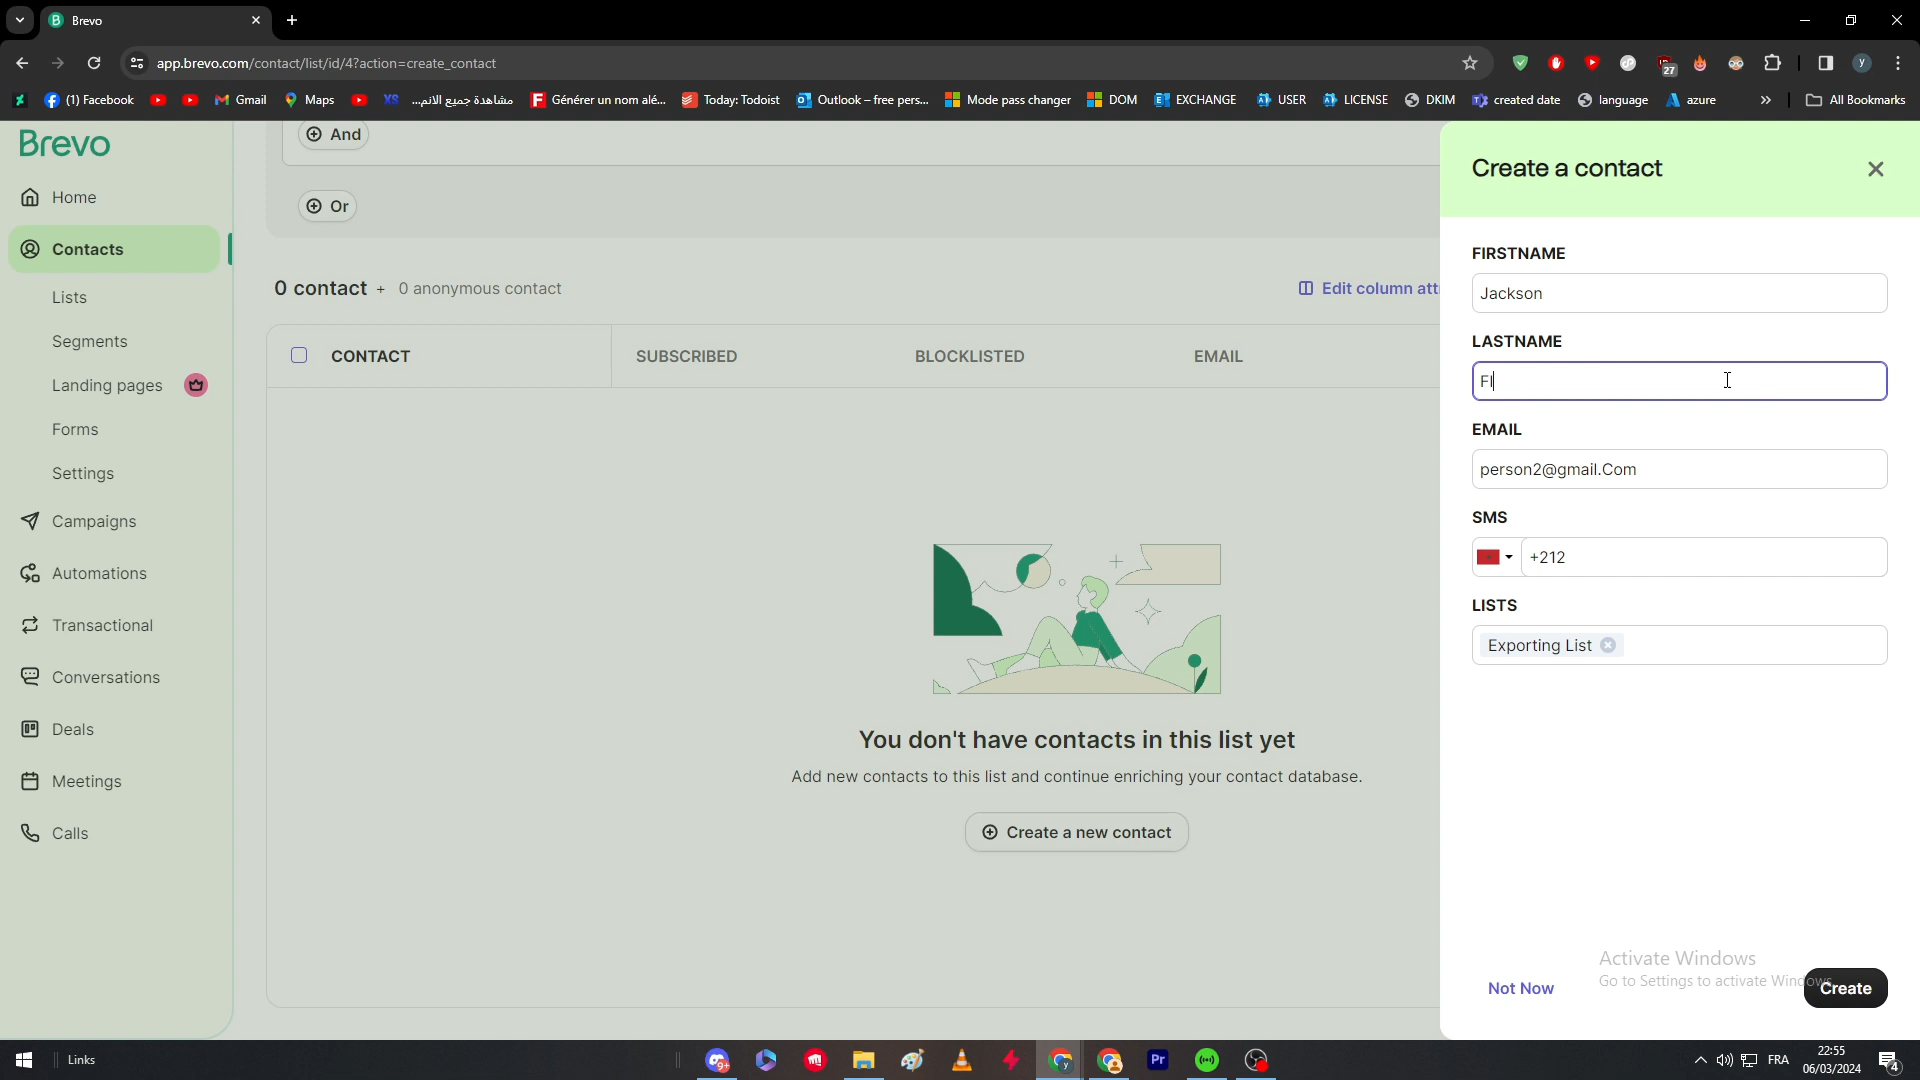 Brevo
app.brevo.com/contact/list/id/4?action=create_contact
27
y
(1) Facebook
Gmail
Maps
XS
مشاهدة جميع الانم...
Générer un nom alé...
Today: Todoist
Outlook – free pers...
Mode pass changer
DOM
EXCHANGE
USER
LICENSE
DKIM
created date
language
azure
All Bookmarks
Brevo
Home
Contacts
Lists
Segments
Landing pages
Forms
Settings
Campaigns
Automations
Transactional
Conversations
Deals
Meetings
Calls
And
Or
0 contact + 0 anonymous contact
Edit column att
CONTACT
SUBSCRIBED
BLOCKLISTED
EMAIL
You don't have contacts in this list yet
Add new contacts to this list and continue enriching your contact database.
Create a new contact
Create a contact
FIRSTNAME
Jackson
LASTNAME
Fl
EMAIL
person2@gmail.Com
SMS
+212
LISTS
Exporting List
Activate Windows
Go to Settings to activate Windows.
Not Now
Create
Links
9+
y
Pr
FRA
22:55
06/03/2024
4